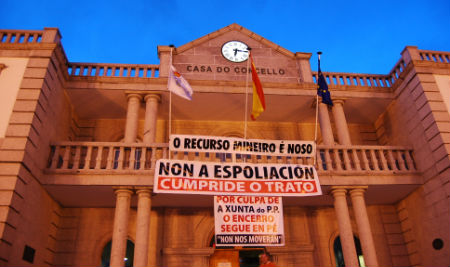 CASA DO CONCELLO
O RECURSO MINEIRO É NOSO
NON A ESPOLIACIÓN
CUMPRIDE O TRATO
POR CULPA DE
A XUNTA do P.P.
O ENCERRO
SEGUE EN PÉ
"NON NOS MOVERÁN"